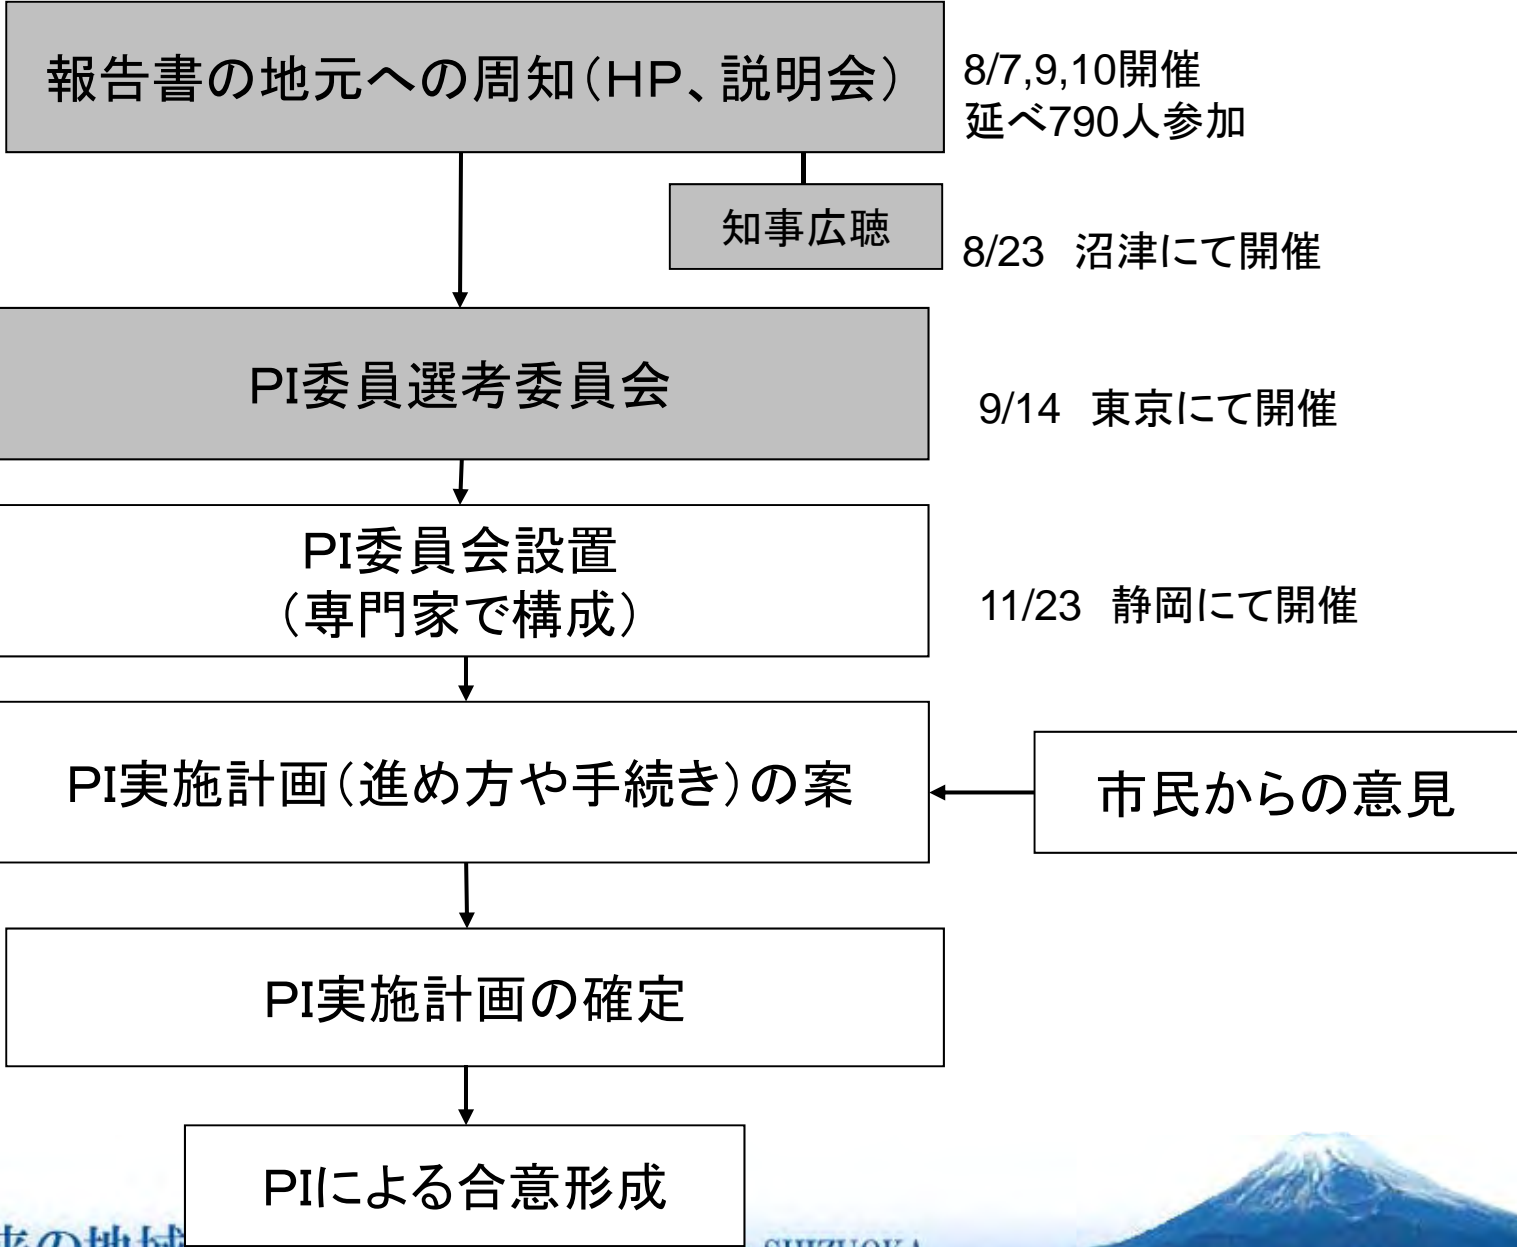 報告書の地元への周知（HP、説明会）
8/7,9,10開催
延べ790人参加
知事広聴
8/23　沼津にて開催
PI委員選考委員会
9/14　東京にて開催
PI委員会設置
（専門家で構成）
11/23　静岡にて開催
PI実施計画（進め方や手続き）の案
市民からの意見
PI実施計画の確定
PIによる合意形成
来の地域
SHIZUOKA